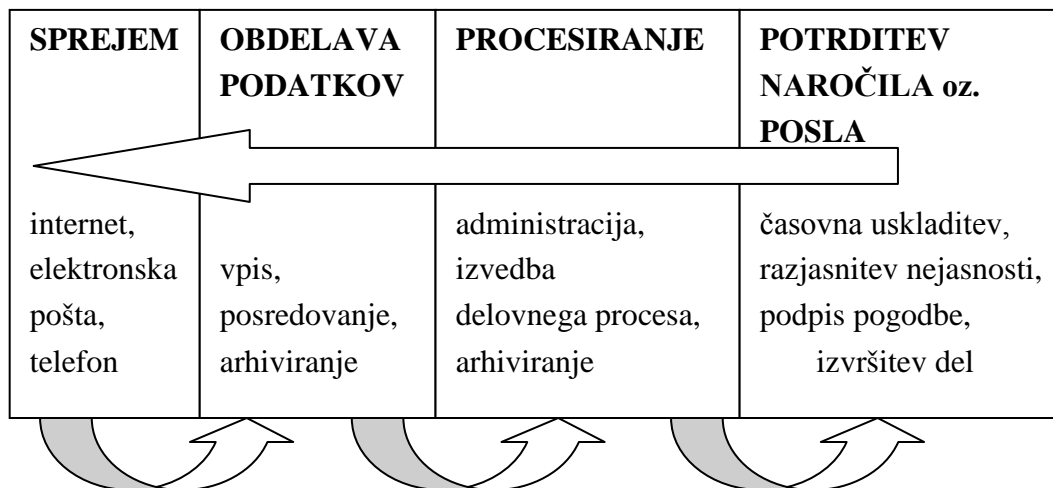 SPREJEM
OBDELAVA
PODATKOV
PROCESIRANJE
POTRDITEV
NAROČILA oz.
POSLA
internet,
elektronska
pošta,
telefon
vpis,
posredovanje,
arhiviranje
administracija,
izvedba
delovnega procesa,
arhiviranje
časovna uskladitev,
razjasnitev nejasnosti,
podpis pogodbe,
izvršitev del